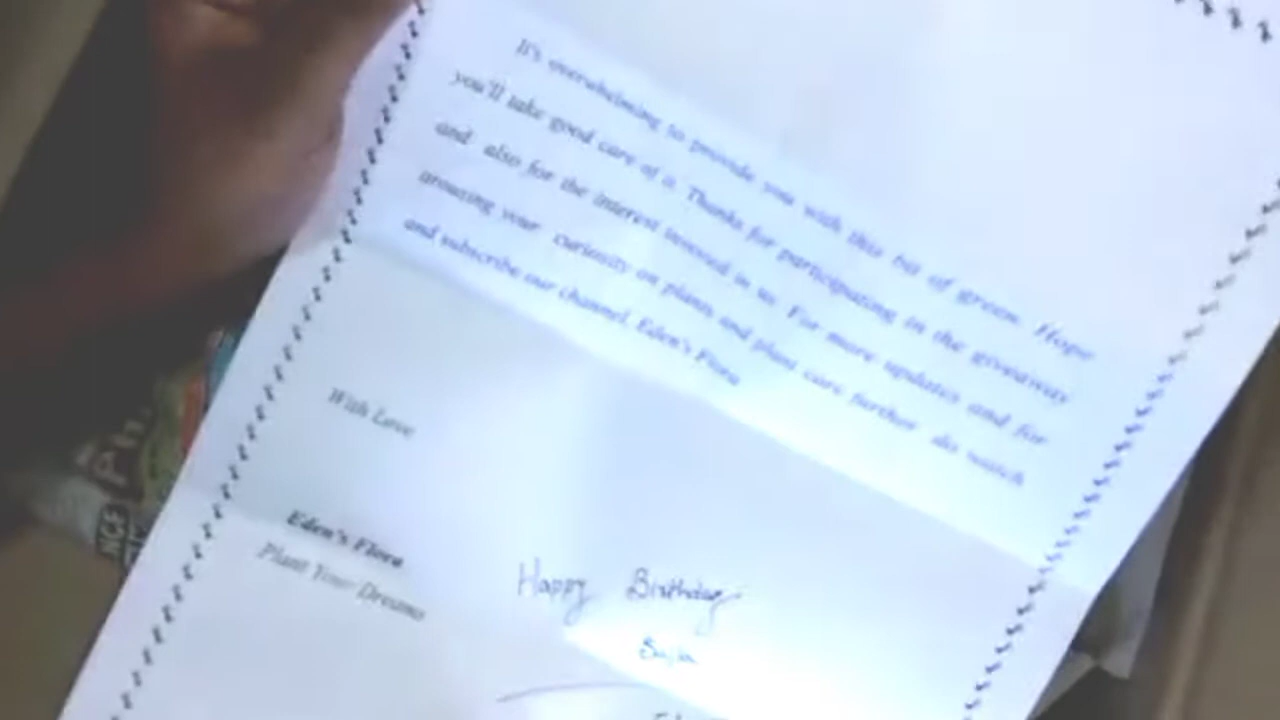 It's overwhelming to provide you with this bit of green. Hope
you'll take good care of it. Thanks for participating in the giveaway
and also for the interest towards in us. For more updates and for
arousing your curiosity on plants and plant care further do watch
and subscribe our channel Eden's Flora
With Love
Eden's Flora
Plant Your Dreams
Happy Birthday